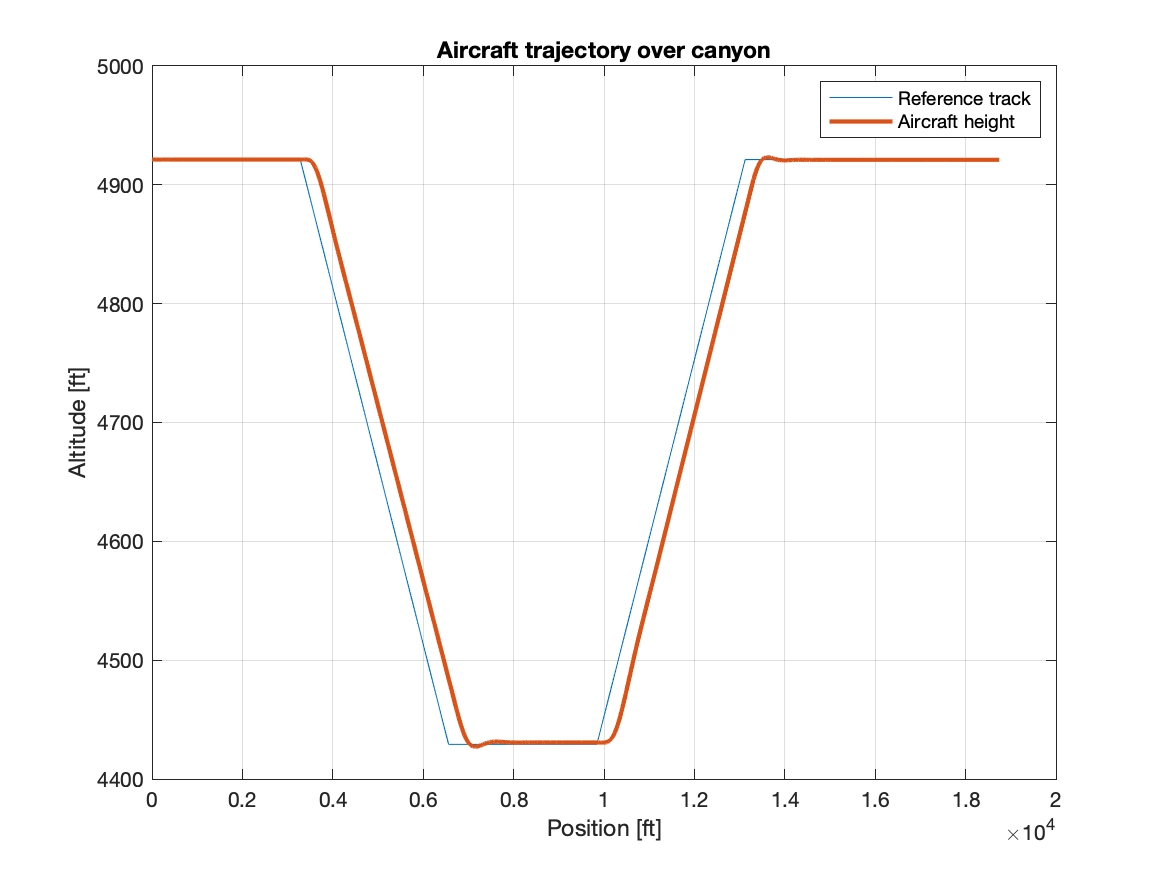 Aircraft trajectory over canyon
Reference track
Aircraft height
5000
4900
4800
4700
4600
4500
4400
Altitude [ft]
0 0.2 0.4 0.6 0.8 1 1.2 1.4 1.6 1.8 2
Position [ft]
×10⁴